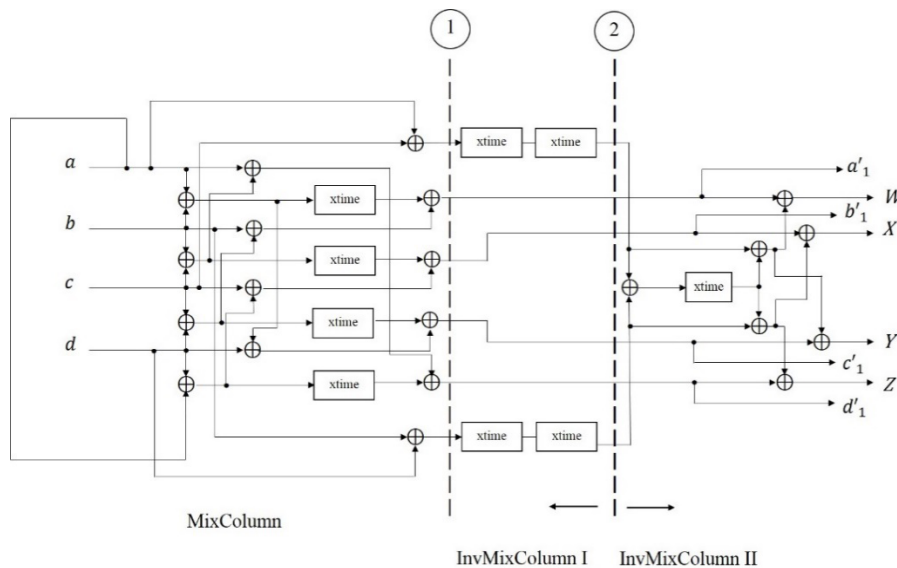 1 2
xtime xtime
a a'₁
xtime W
b b'₁
X
xtime
c xtime
xtime Y
d c'₁
xtime Z
d'₁
xtime xtime
MixColumn
InvMixColumn I InvMixColumn II